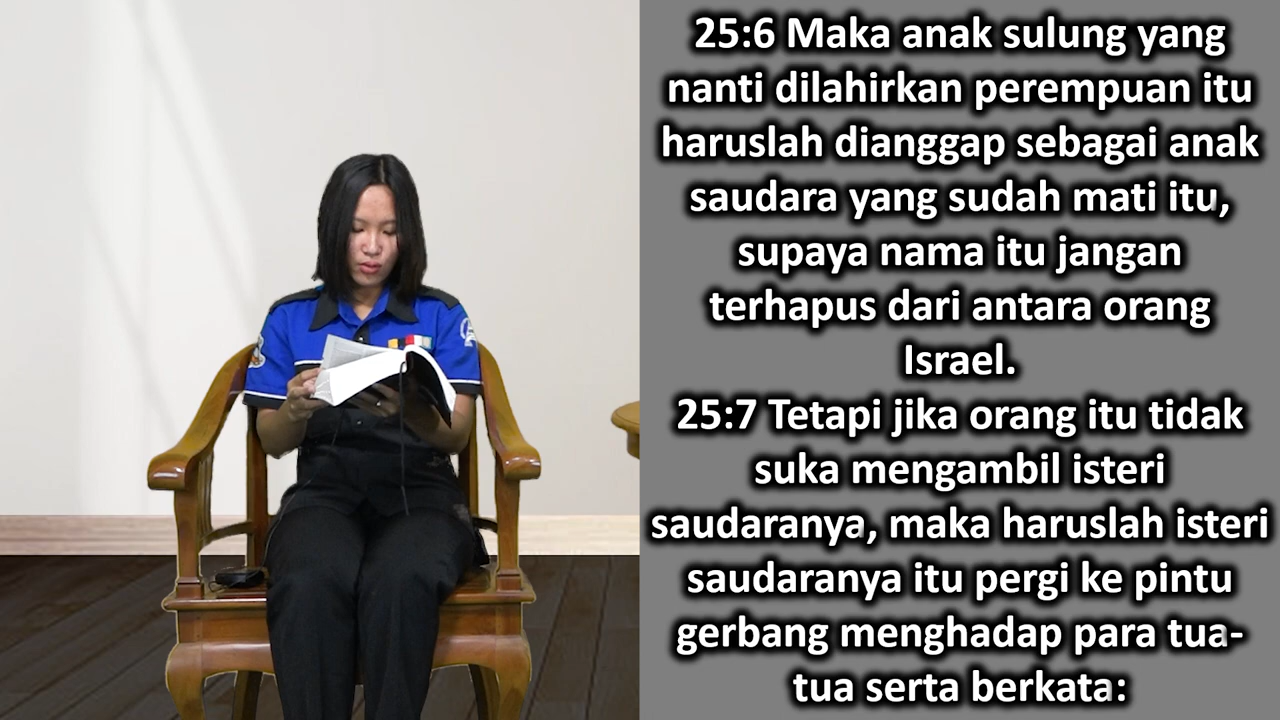 25:6 Maka anak sulung yang
nanti dilahirkan perempuan itu
haruslah dianggap sebagai anak
saudara yang sudah mati itu,
supaya nama itu jangan
terhapus dari antara orang
Israel.
25:7 Tetapi jika orang itu tidak
suka mengambil isteri
saudaranya, maka haruslah isteri
saudaranya itu pergi ke pintu
gerbang menghadap para tua-
tua serta berkata: